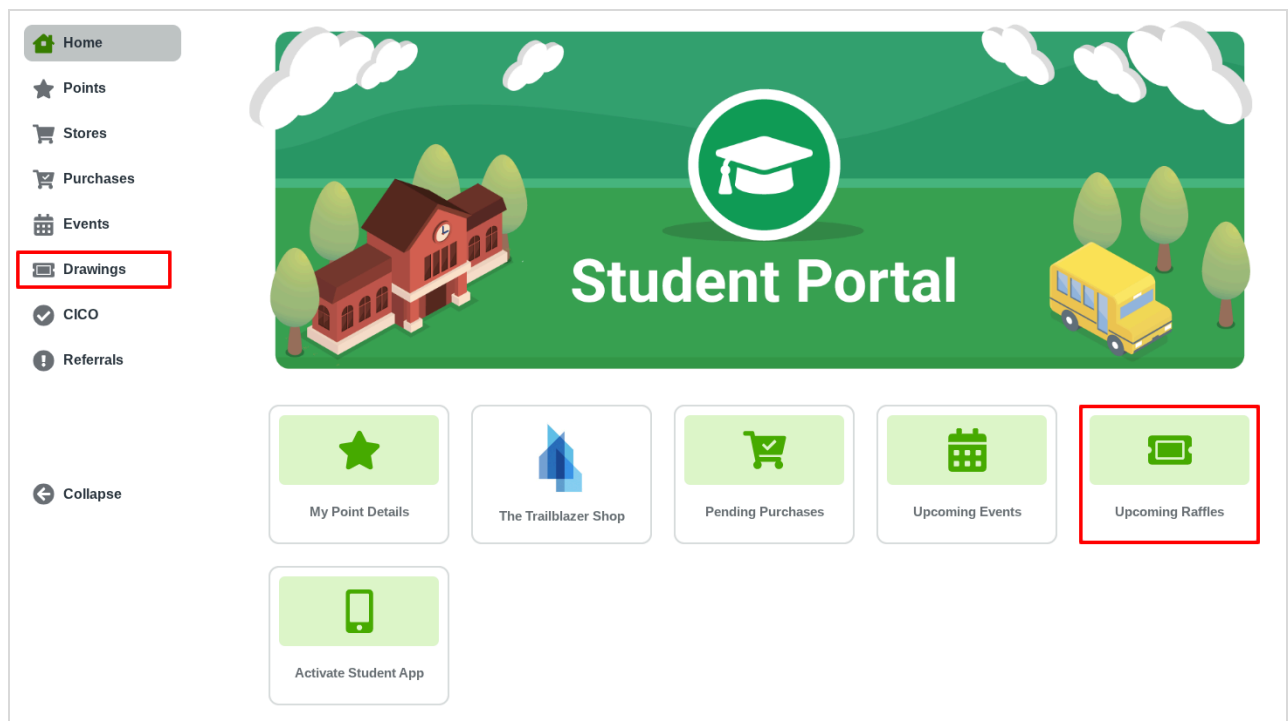 Home
Points
Stores
Purchases
Events
Drawings
CICO
Referrals
Collapse
Student Portal
My Point Details
The Trailblazer Shop
Pending Purchases
Upcoming Events
Upcoming Raffles
Activate Student App